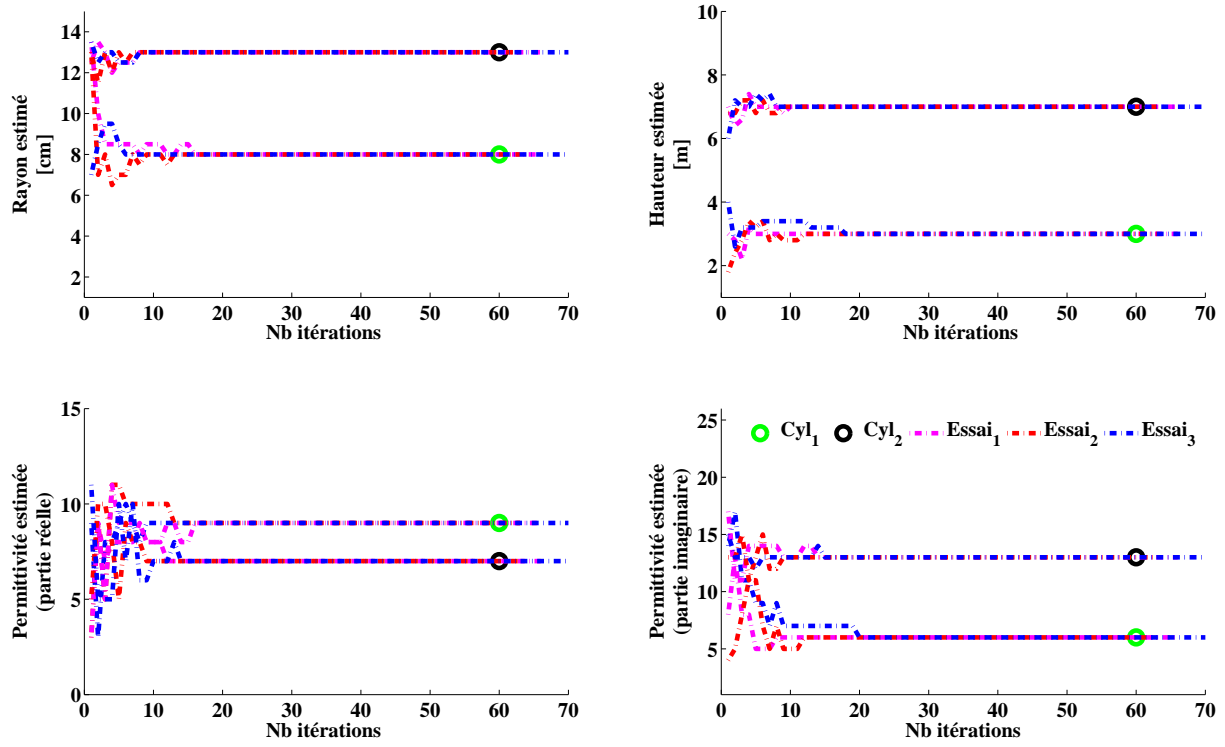 14
12
10
8
6
4
2
Rayon estimé
[cm]
0 10 20 30 40 50 60 70
Nb itérations
10
8
6
4
2
Hauteur estimée
[m]
0 10 20 30 40 50 60 70
Nb itérations
15
10
5
0
Permittivité estimée
(partie réelle)
0 10 20 30 40 50 60 70
Nb itérations
25
20
15
10
5
Permittivité estimée
(partie imaginaire)
Cyl1 Cyl2 Essai1 Essai2 Essai3
0 10 20 30 40 50 60 70
Nb itérations